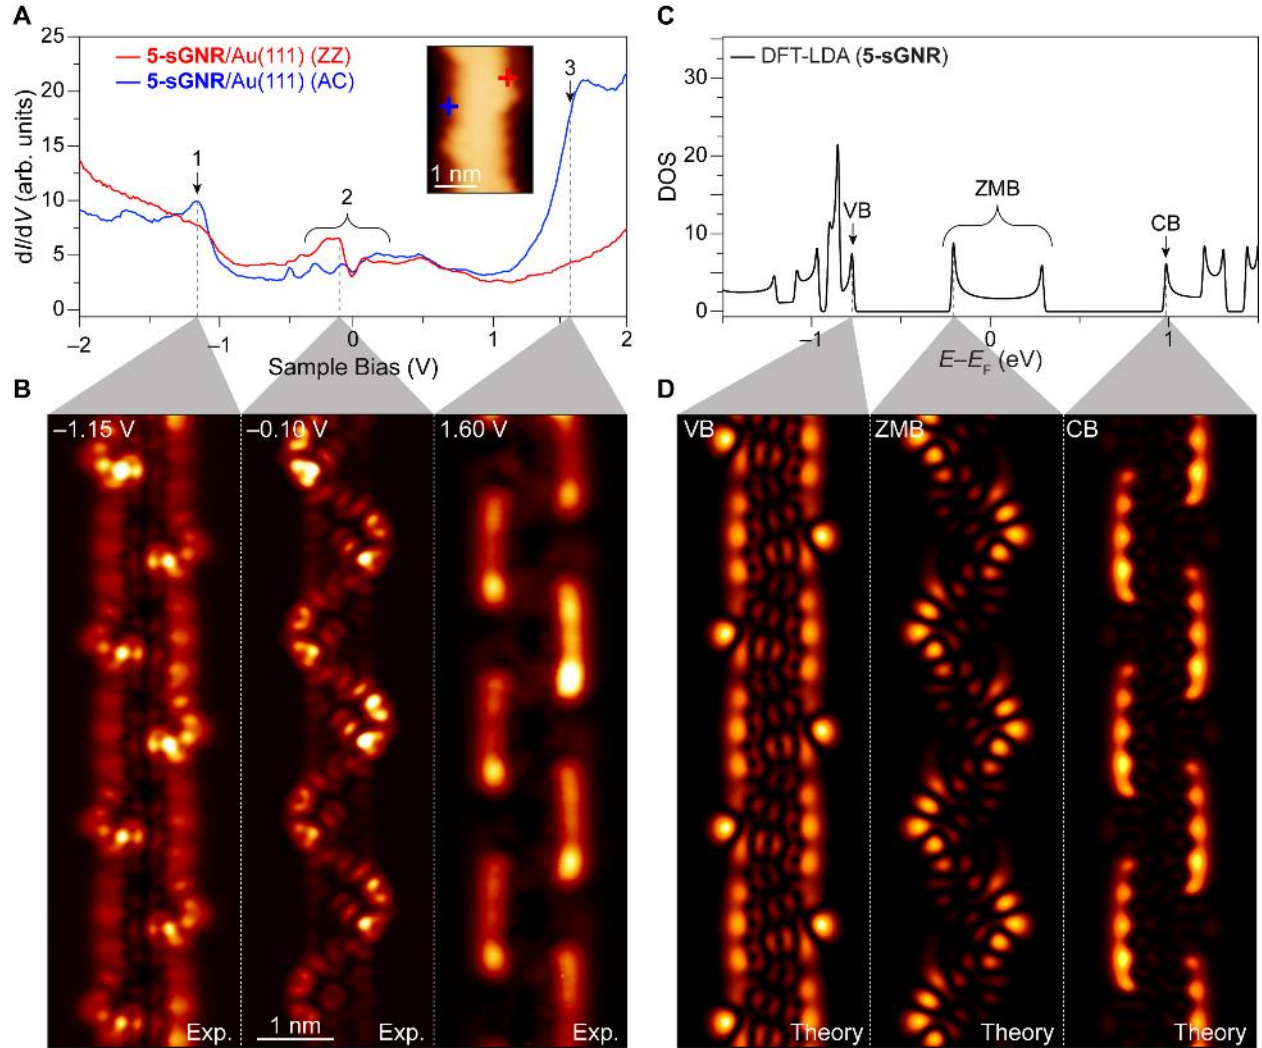 A
25
20
15
10
5
0
dI/dV (arb. units)
5-sGNR/Au(111) (ZZ)
5-sGNR/Au(111) (AC)
1
2
3
1 nm
−2
−1
0
1
2
Sample Bias (V)
C
30
20
10
0
DOS
DFT-LDA (5-sGNR)
VB
ZMB
CB
−1
0
1
E–EF (eV)
B
–1.15 V
–0.10 V
1.60 V
Exp.
1 nm
Exp.
Exp.
D
VB
ZMB
CB
Theory
Theory
Theory